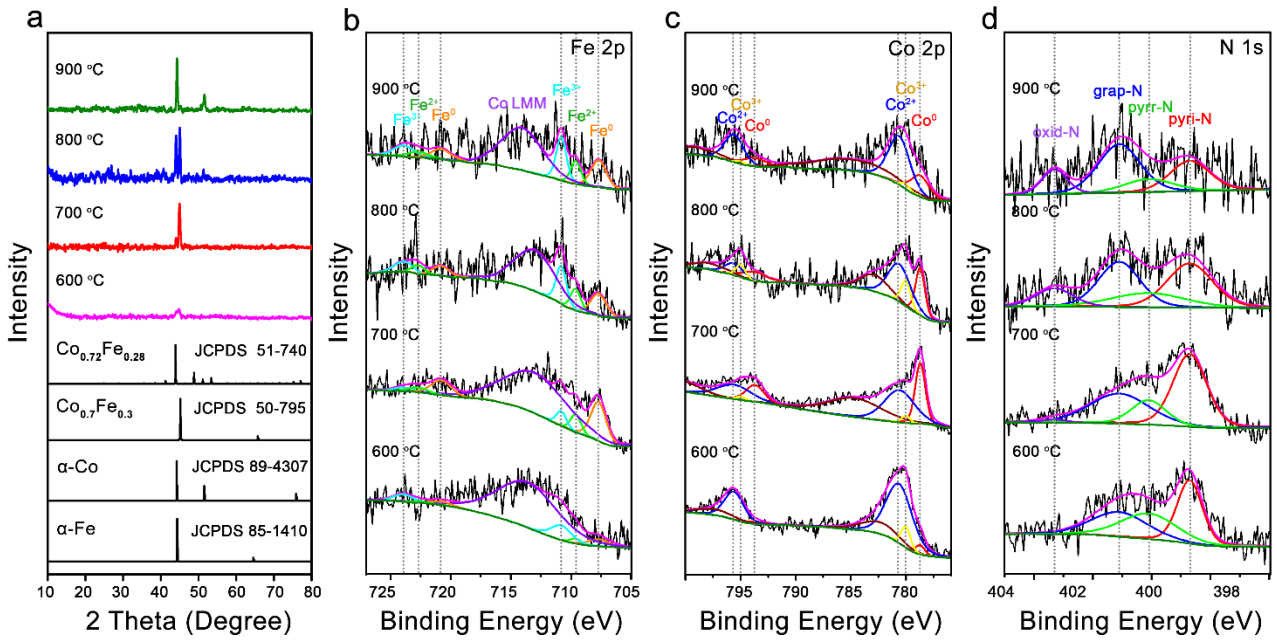 a
Intensity
900 °C
800 °C
700 °C
600 °C
Co0.72Fe0.28 JCPDS 51-740
Co0.7Fe0.3 JCPDS 50-795
α-Co JCPDS 89-4307
α-Fe JCPDS 85-1410
10 20 30 40 50 60 70 80
2 Theta (Degree)
b
Fe 2p
Intensity
900 °C
Fe3+
Fe2+
Fe0
Co LMM
Fe3+
Fe2+
Fe0
800 °C
700 °C
600 °C
725 720 715 710 705
Binding Energy (eV)
c
Co 2p
Intensity
900 °C
Co3+
Co2+
Co0
Co3+
Co2+
Co0
800 °C
700 °C
600 °C
795 790 785 780
Binding Energy (eV)
d
N 1s
Intensity
900 °C
oxid-N
grap-N
pyrr-N
pyri-N
800 °C
700 °C
600 °C
404 402 400 398
Binding Energy (eV)